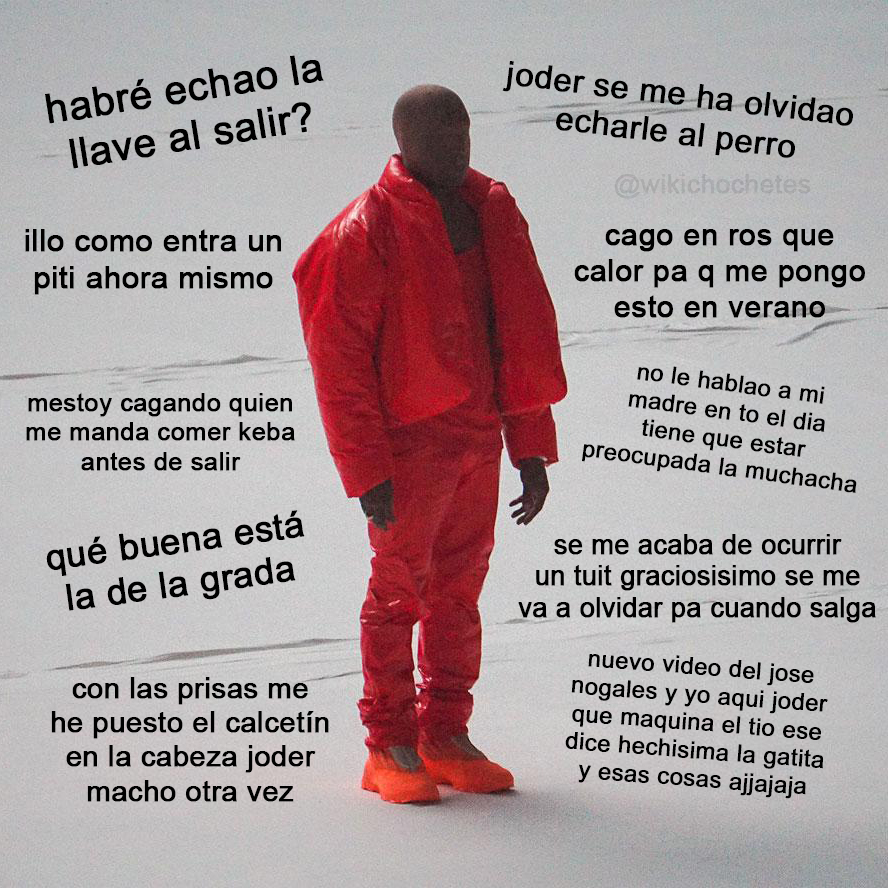 habré echao la
llave al salir?
joder se me ha olvidao
echarle al perro
@wikichochetes
illo como entra un
piti ahora mismo
cago en ros que
calor pa q me pongo
esto en verano
mestoy cagando quien
me manda comer keba
antes de salir
no le hablao a mi
madre en to el dia
tiene que estar
preocupada la muchacha
qué buena está
la de la grada
se me acaba de ocurrir
un tuit graciosisimo se me
va a olvidar pa cuando salga
con las prisas me
he puesto el calcetín
en la cabeza joder
macho otra vez
nuevo video del jose
nogales y yo aqui joder
que maquina el tio ese
dice hechisima la gatita
y esas cosas ajjajaja